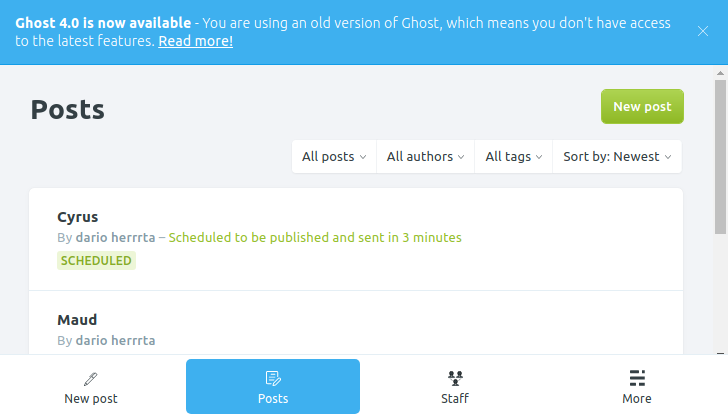 Ghost 4.0 is now available - You are using an old version of Ghost, which means you don't have access
to the latest features. Read more!
Posts
New post
All posts
All authors
All tags
Sort by: Newest
Cyrus
By dario herrrta – Scheduled to be published and sent in 3 minutes
SCHEDULED
Maud
By dario herrrta
New post
Posts
Staff
More